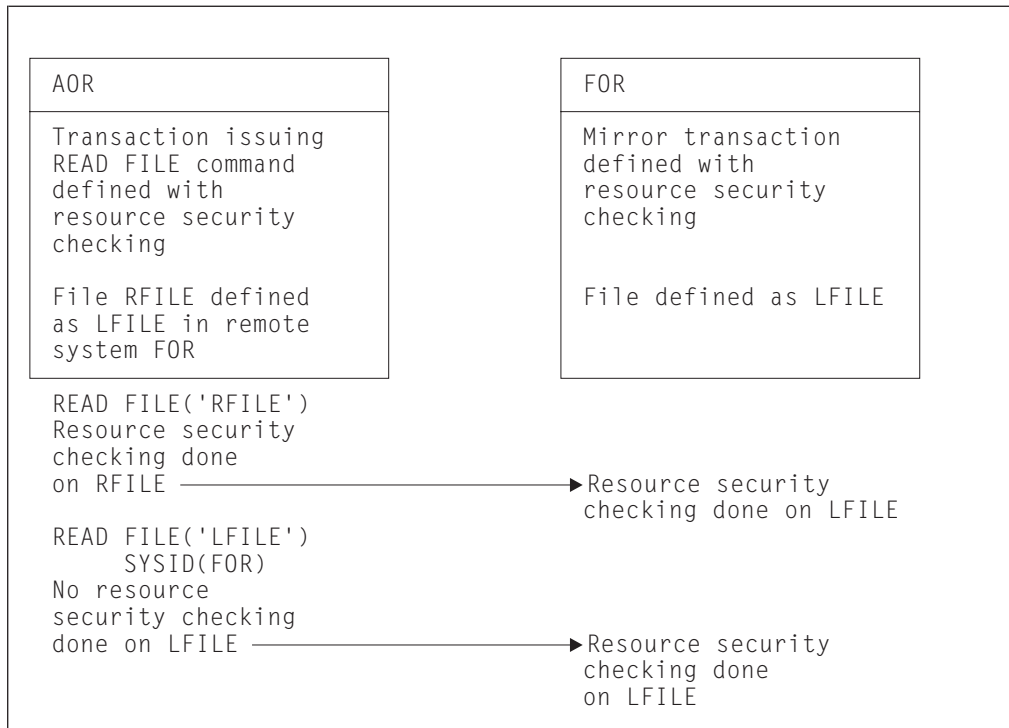 AOR
Transaction issuing
READ FILE command
defined with
resource security
checking
File RFILE defined
as LFILE in remote
system FOR
FOR
Mirror transaction
defined with
resource security
checking
File defined as LFILE
READ FILE('RFILE')
Resource security
checking done
on RFILE
Resource security
checking done on LFILE
READ FILE('LFILE')
SYSID(FOR)
No resource
security checking
done on LFILE
Resource security
checking done
on LFILE